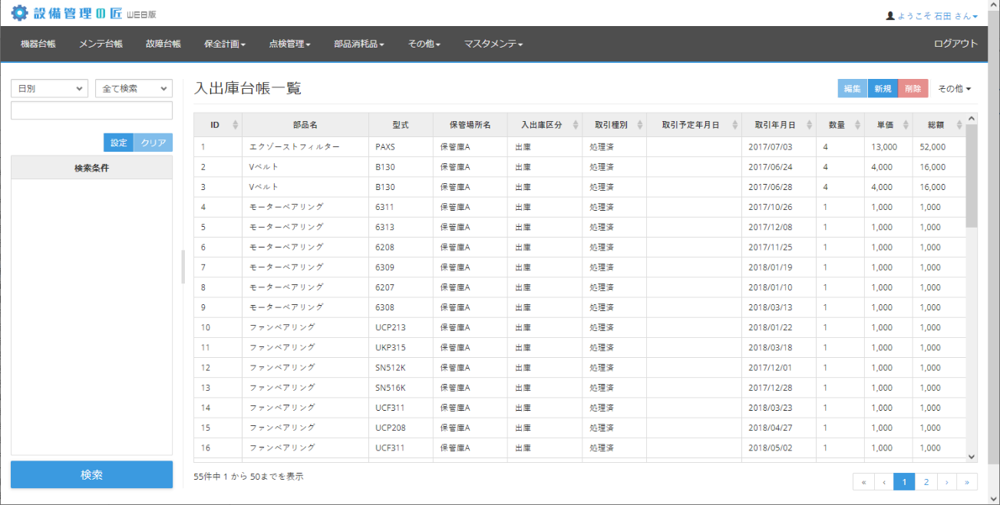 設備管理の匠 WEB版
ようこそ 石田 さん
機器台帳 メンテ台帳 故障台帳 保全計画 点検管理 部品消耗品 その他 マスタメンテ ログアウト
日別 全て検索
設定 クリア
検索条件
検索
入出庫台帳一覧
編集 新規 削除 その他
ID 部品名 型式 保管場所名 入出庫区分 取引種別 取引予定年月日 取引年月日 数量 単価 総額
1 エクゾーストフィルター PAXS 保管庫A 出庫 処理済 2017/07/03 4 13,000 52,000
2 Vベルト B130 保管庫A 出庫 処理済 2017/06/24 4 4,000 16,000
3 Vベルト B130 保管庫A 出庫 処理済 2017/06/28 4 4,000 16,000
4 モーターベアリング 6311 保管庫A 出庫 処理済 2017/10/26 1 1,000 1,000
5 モーターベアリング 6313 保管庫A 出庫 処理済 2017/12/08 1 1,000 1,000
6 モーターベアリング 6208 保管庫A 出庫 処理済 2017/11/25 1 1,000 1,000
7 モーターベアリング 6309 保管庫A 出庫 処理済 2018/01/19 1 1,000 1,000
8 モーターベアリング 6207 保管庫A 出庫 処理済 2018/01/10 1 1,000 1,000
9 モーターベアリング 6308 保管庫A 出庫 処理済 2018/03/13 1 1,000 1,000
10 ファンベアリング UCP213 保管庫A 出庫 処理済 2018/01/22 1 1,000 1,000
11 ファンベアリング UKP315 保管庫A 出庫 処理済 2018/03/18 1 1,000 1,000
12 ファンベアリング SN512K 保管庫A 出庫 処理済 2017/12/01 1 1,000 1,000
13 ファンベアリング SN516K 保管庫A 出庫 処理済 2017/12/28 1 1,000 1,000
14 ファンベアリング UCF311 保管庫A 出庫 処理済 2018/03/23 1 1,000 1,000
15 ファンベアリング UCP208 保管庫A 出庫 処理済 2018/04/27 1 1,000 1,000
16 ファンベアリング UCF311 保管庫A 出庫 処理済 2018/05/02 1 1,000 1,000
55件中 1 から 50までを表示
« ‹ 1 2 › »